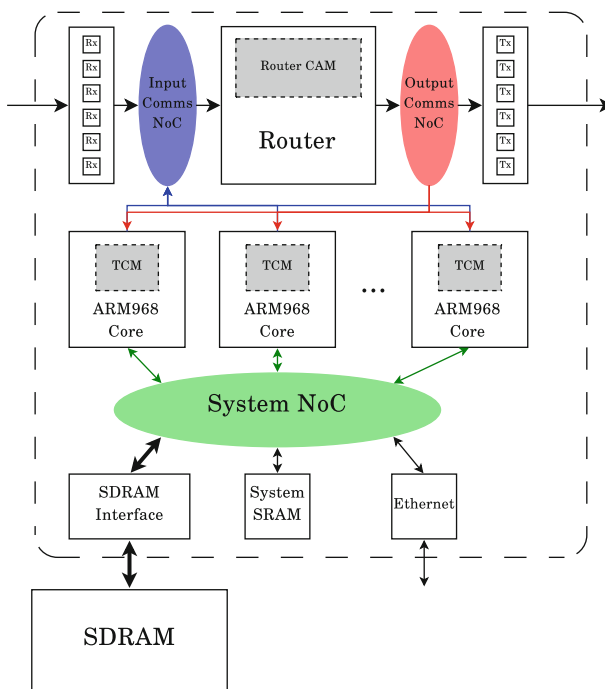 Rx
Rx
Rx
Rx
Rx
Rx
Input
Comms
NoC
Router CAM
Router
Output
Comms
NoC
Tx
Tx
Tx
Tx
Tx
Tx
TCM
ARM968
Core
TCM
ARM968
Core
...
TCM
ARM968
Core
System NoC
SDRAM
Interface
System
SRAM
Ethernet
SDRAM